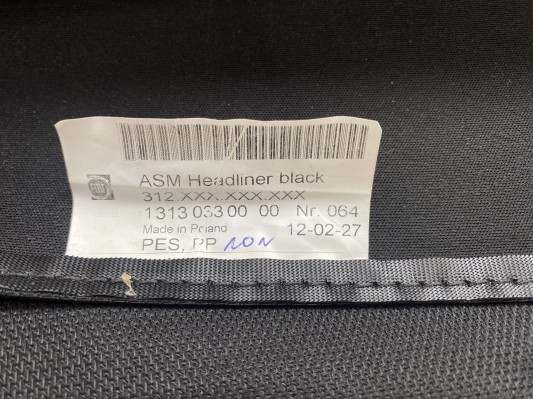 ASM Headliner black
312.XXX.XXX.XXX
1313 033 00 00 Nr. 064
Made in Poland 12-02-27
PES, PP NON